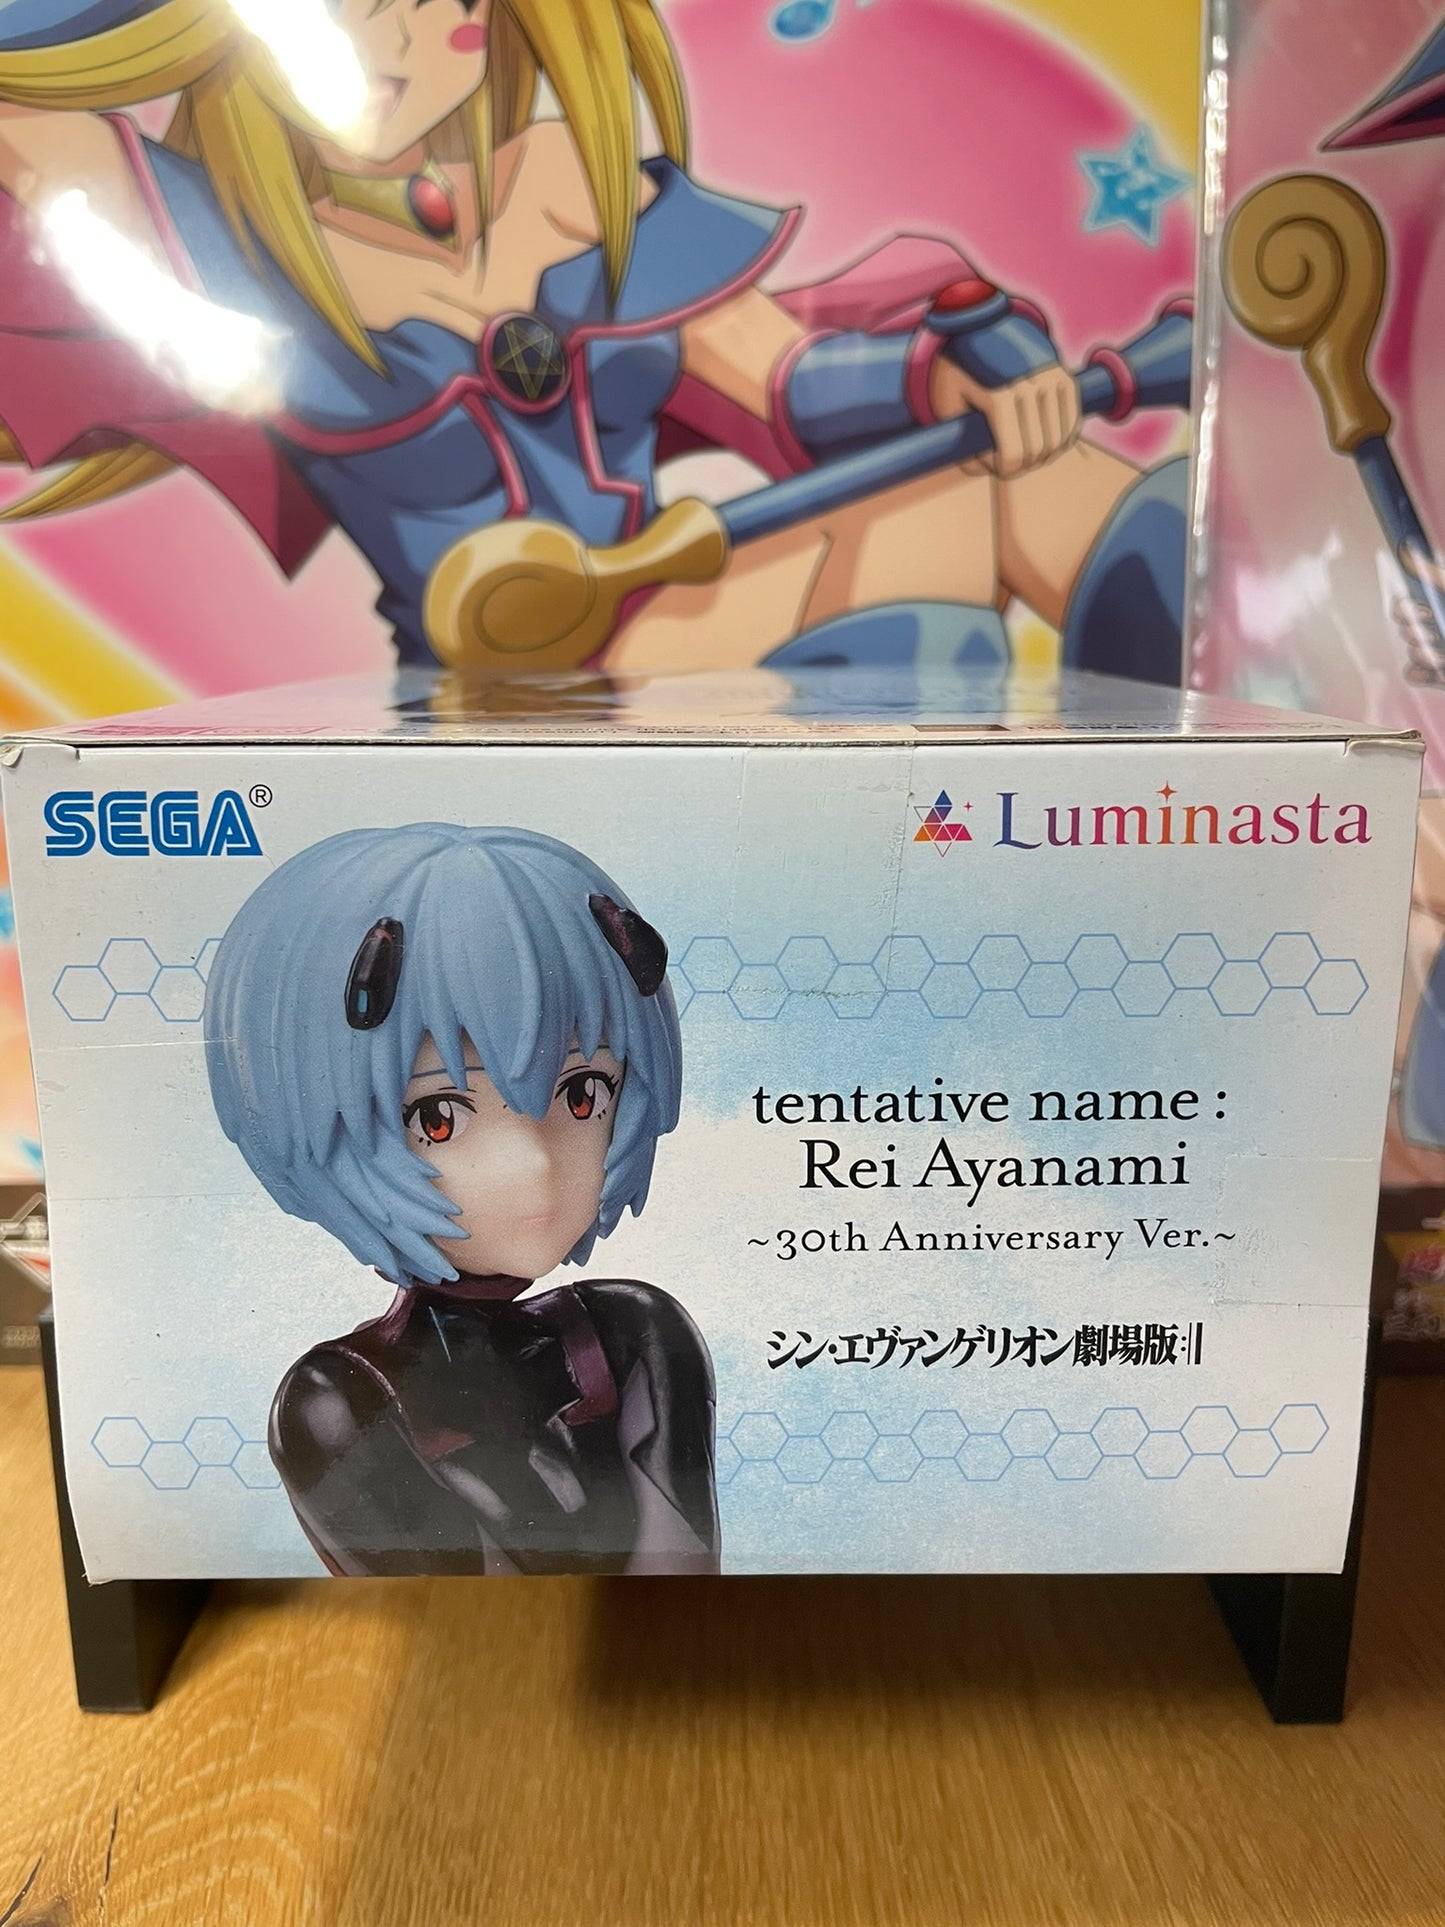 SEGA®
Luminasta
tentative name :
Rei Ayanami
~30th Anniversary Ver.~
シン・エヴァンゲリオン劇場版:||